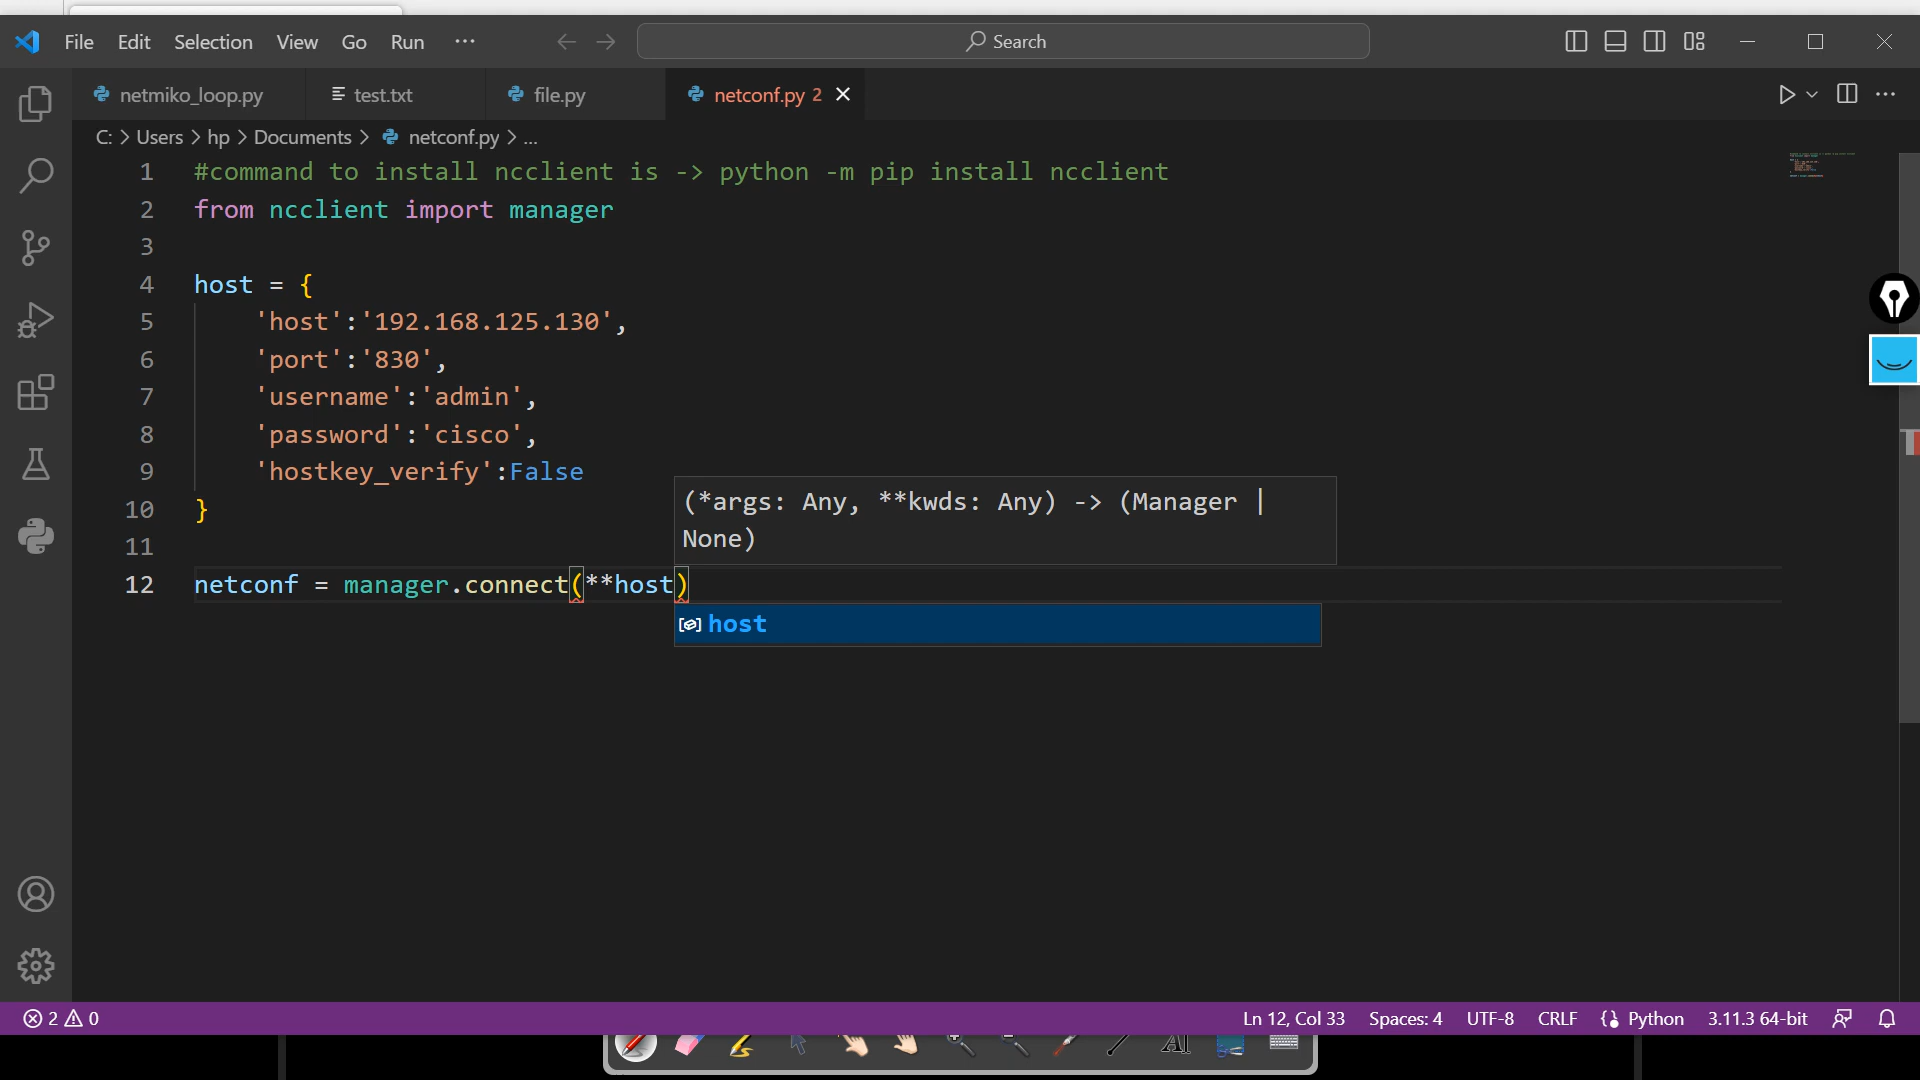 File Edit Selection View Go Run ··· Search
netmiko_loop.py test.txt file.py netconf.py 2
C: > Users > hp > Documents > netconf.py > ...
1 #command to install ncclient is -> python -m pip install ncclient
2 from ncclient import manager
3
4 host = {
5 'host':'192.168.125.130',
6 'port':'830',
7 'username':'admin',
8 'password':'cisco',
9 'hostkey_verify':False
(*args: Any, **kwds: Any) -> (Manager |
10 }
None)
11
12 netconf = manager.connect(**host)
host
2 0 Ln 12, Col 33 Spaces: 4 UTF-8 CRLF Python 3.11.3 64-bit
A1